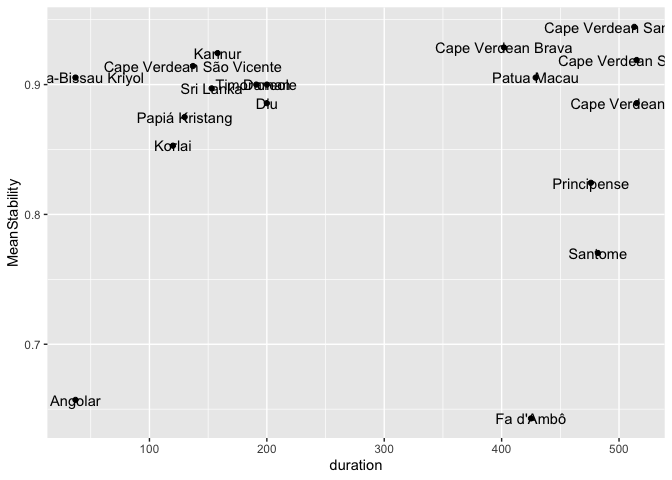 Cape Verdean San
Cape Verdean Brava
Kannur
Cape Verdean S
Cape Verdean São Vicente
a-Bissau Kriyol
Patua Macau
0.9
Sri Lanka
Diu
Cape Verdean
Papiá Kristang
Korlai
Principense
0.8
Santome
MeanStability
0.7
Angolar
Fa d'Ambô
100
200
300
400
500
duration